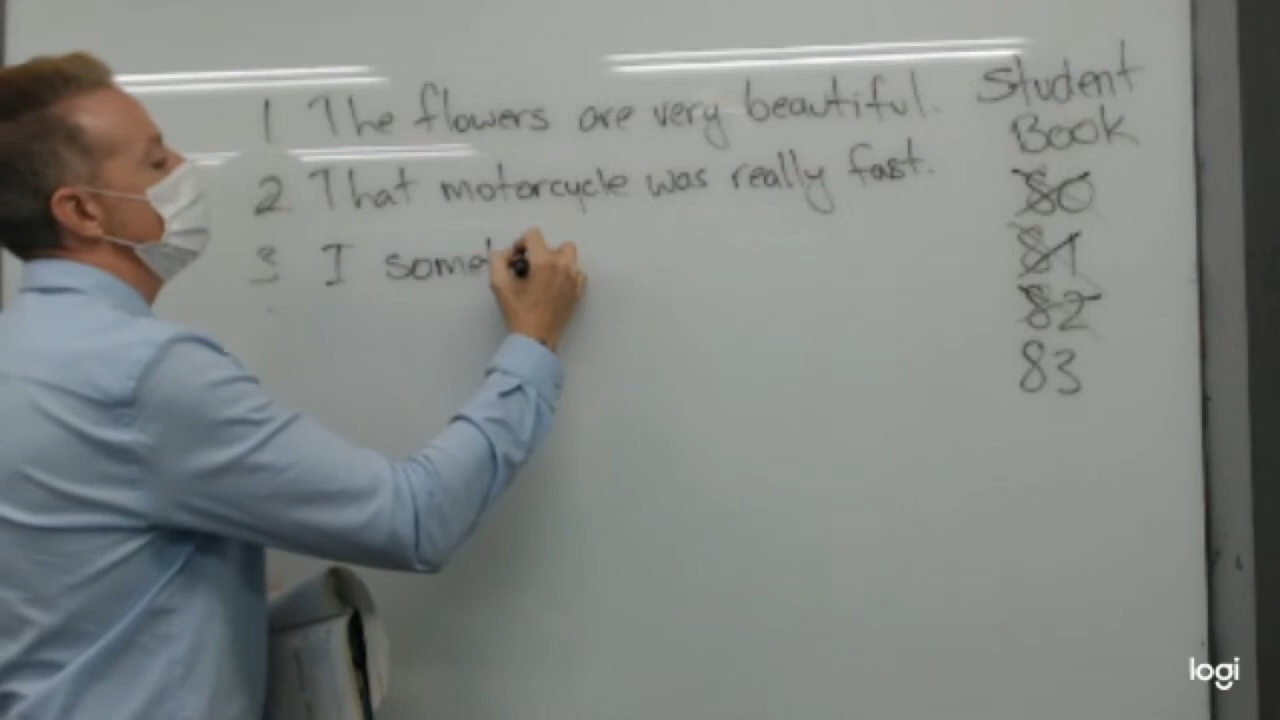 1 The flowers are very beautiful.
2 That motorcycle was really fast.
3 I some
Student
Book
80
81
82
83
logi